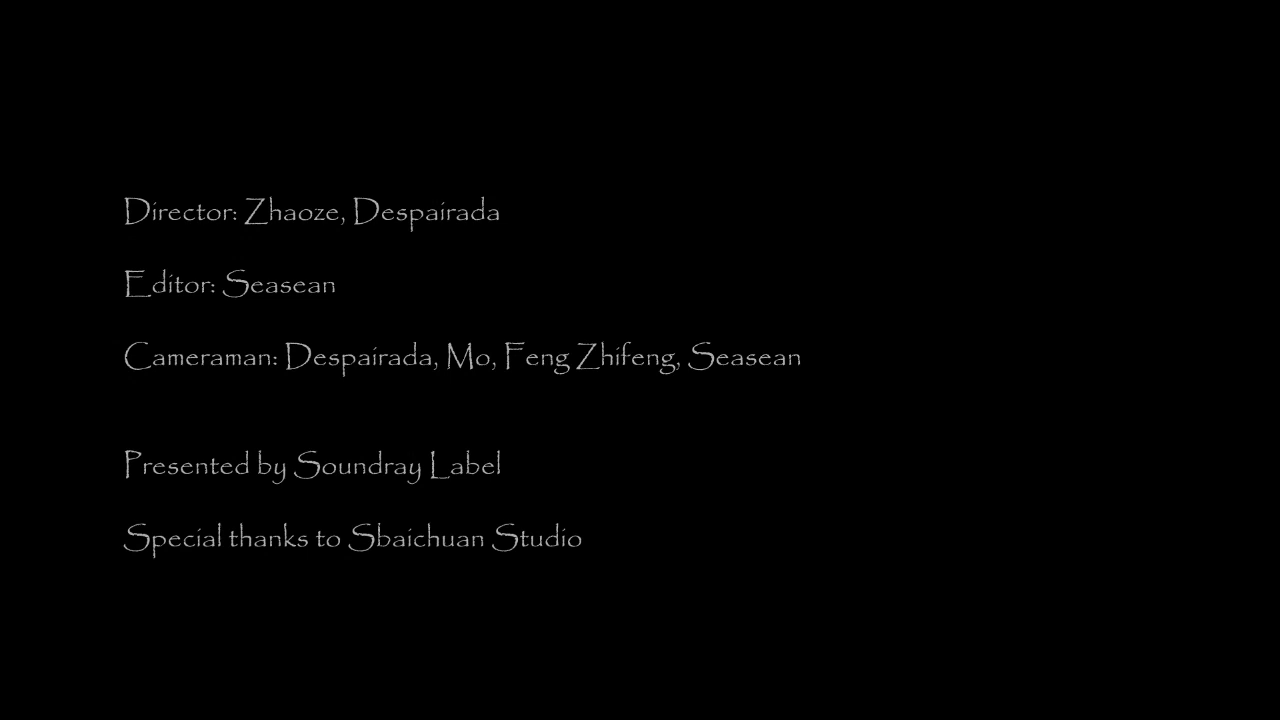 Director: Zhaoze, Despairada
Editor: Seasean
Cameraman: Despairada, Mo, Feng Zhifeng, Seasean
Presented by Soundray Label
Special thanks to Sbaichuan Studio